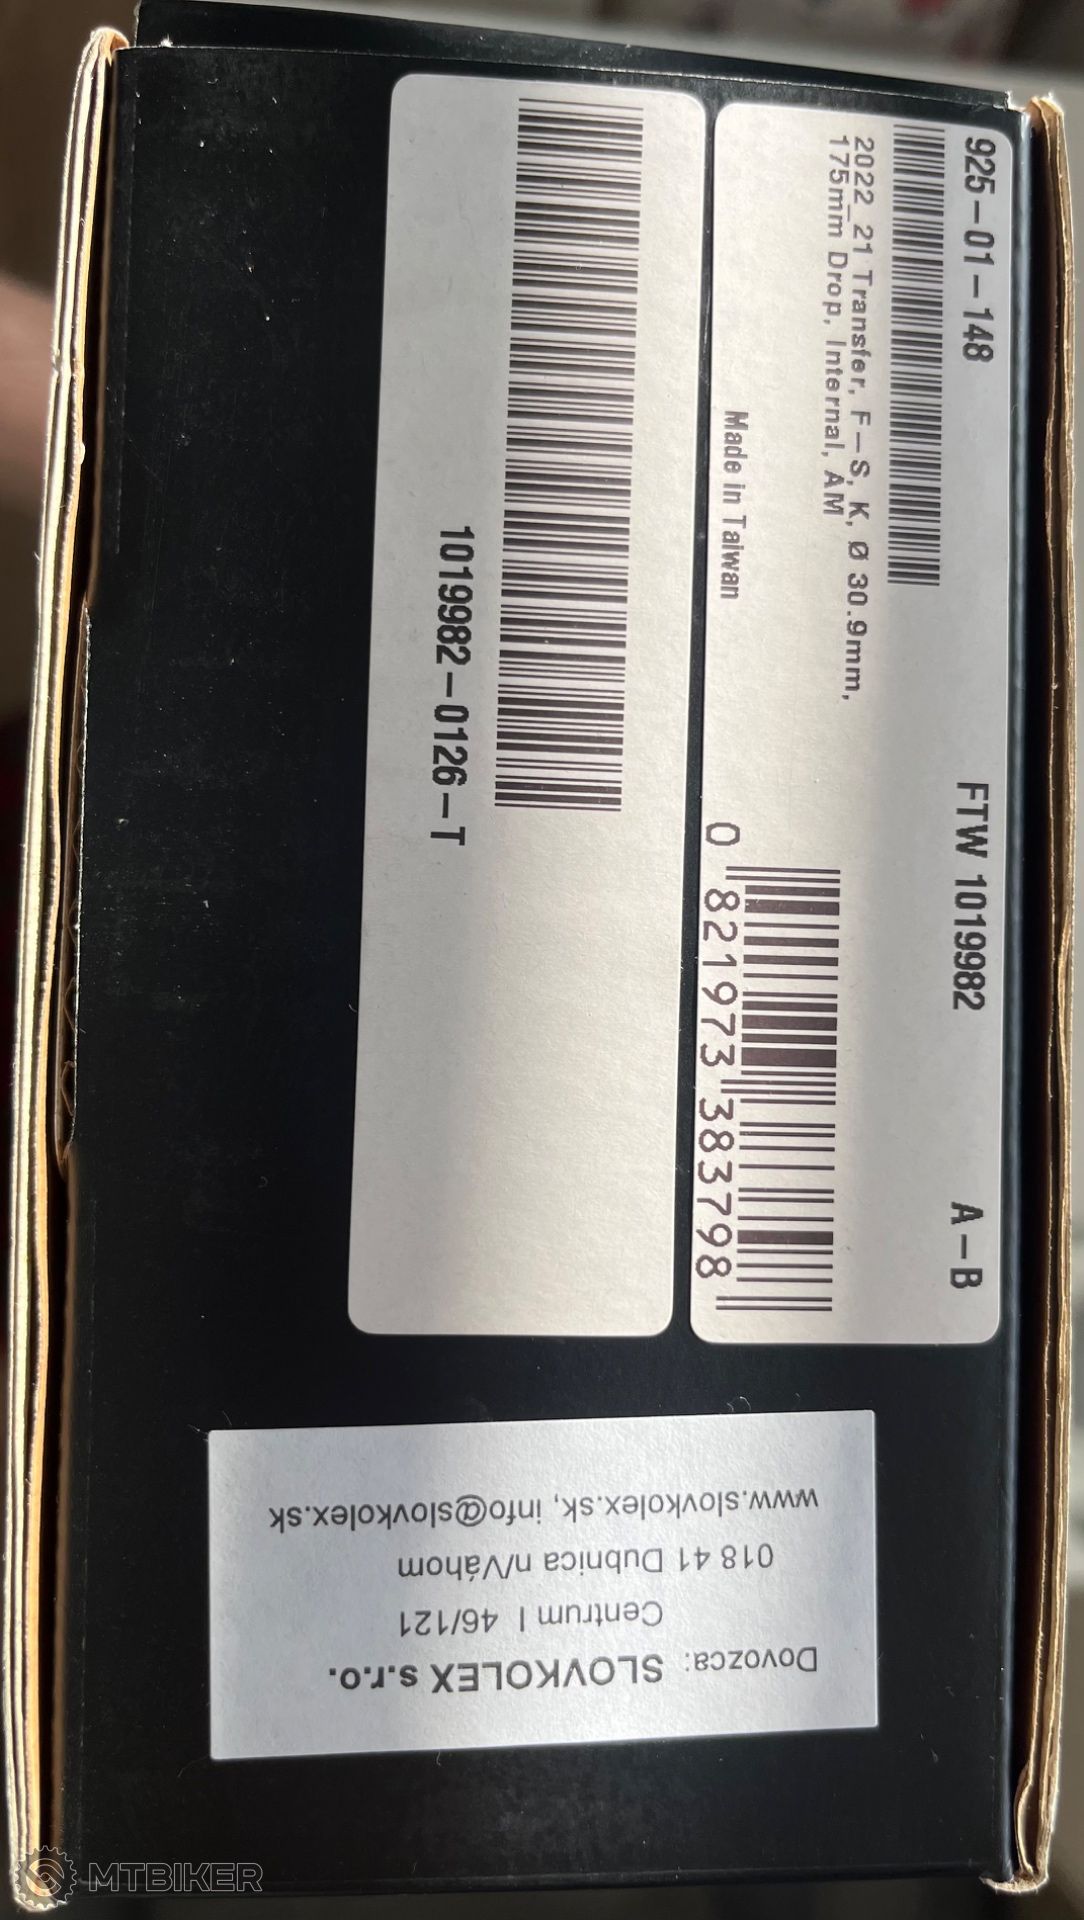 925-01-148 FTW 1019982 A-B
2022_21 Transfer, F-S, K, Ø 30.9mm,
175mm Drop, Internal, AM
Made in Taiwan
0 821973 383798
1019982-0126-T
Dovozca: SLOVKOLEX s.r.o.
Centrum I 46/121
018 41 Dubnica n/Váhom
www.slovkolex.sk, info@slovkolex.sk
MTBIKER